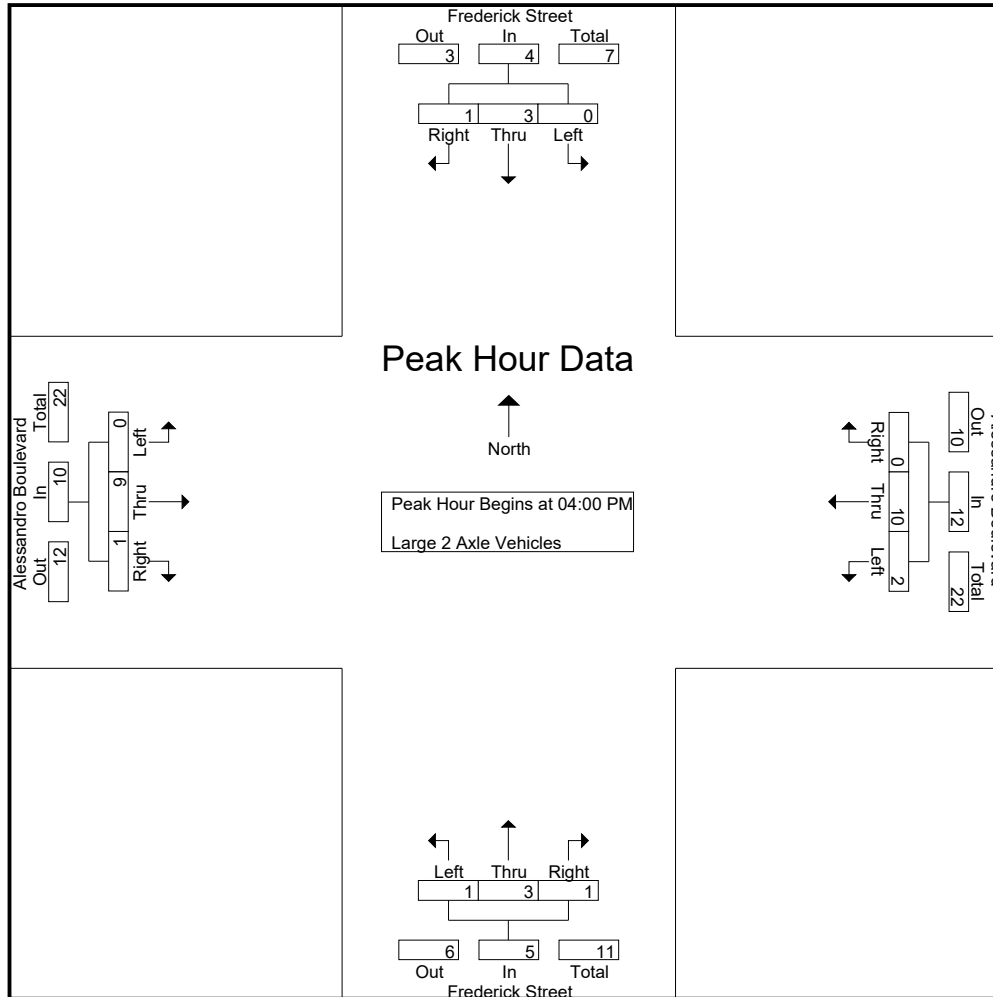 Frederick Street
Out In Total
3 4 7
1 3 0
Right Thru Left
Peak Hour Data
North
Peak Hour Begins at 04:00 PM
Large 2 Axle Vehicles
Alessandro Boulevard
Total In Out
22 10 12
0 9 1
Left Thru Right
Right Thru Left
0 10 2
Out In Total
10 12 22
Left Thru Right
1 3 1
6 5 11
Out In Total
Frederick Street